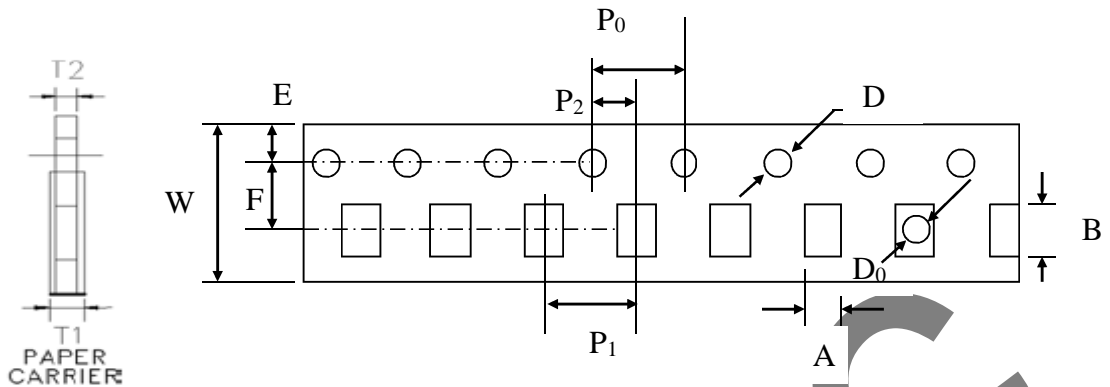 P₀
T2
E
P₂
D
W
F
B
D₀
T1
P₁
A
PAPER
CARRIER: